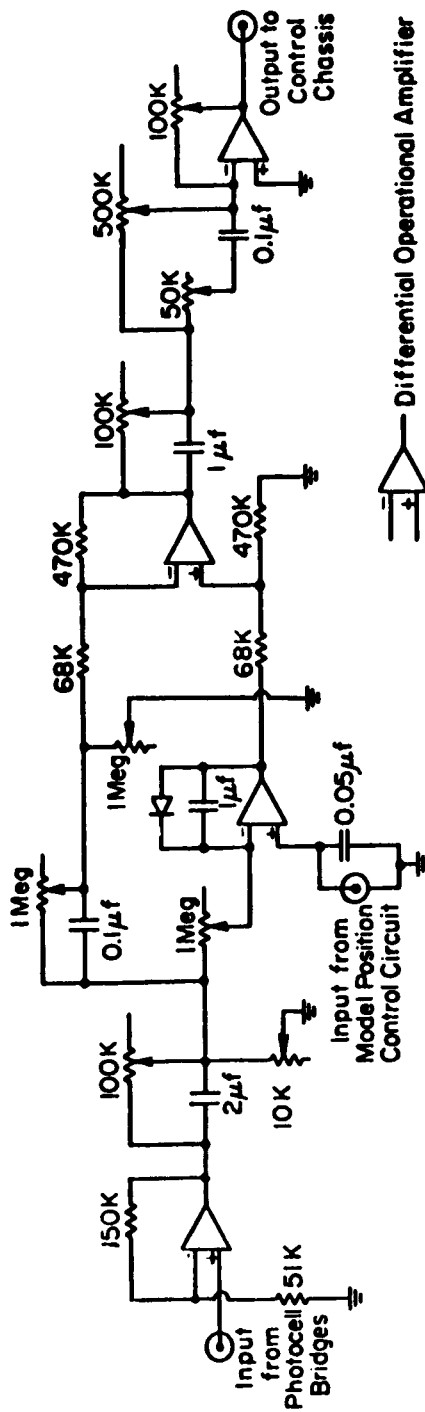 Input
from
Photocell
Bridges
-
+
150K
51K
100K
2μf
10K
1Meg
0.1μf
1Meg
1Meg
1μf
-
+
Input from
Model Position
Control Circuit
0.05μf
68K
68K
470K
470K
-
+
100K
1μf
50K
500K
0.1μf
100K
-
+
Output to
Control
Chassis
-
+
Differential Operational Amplifier